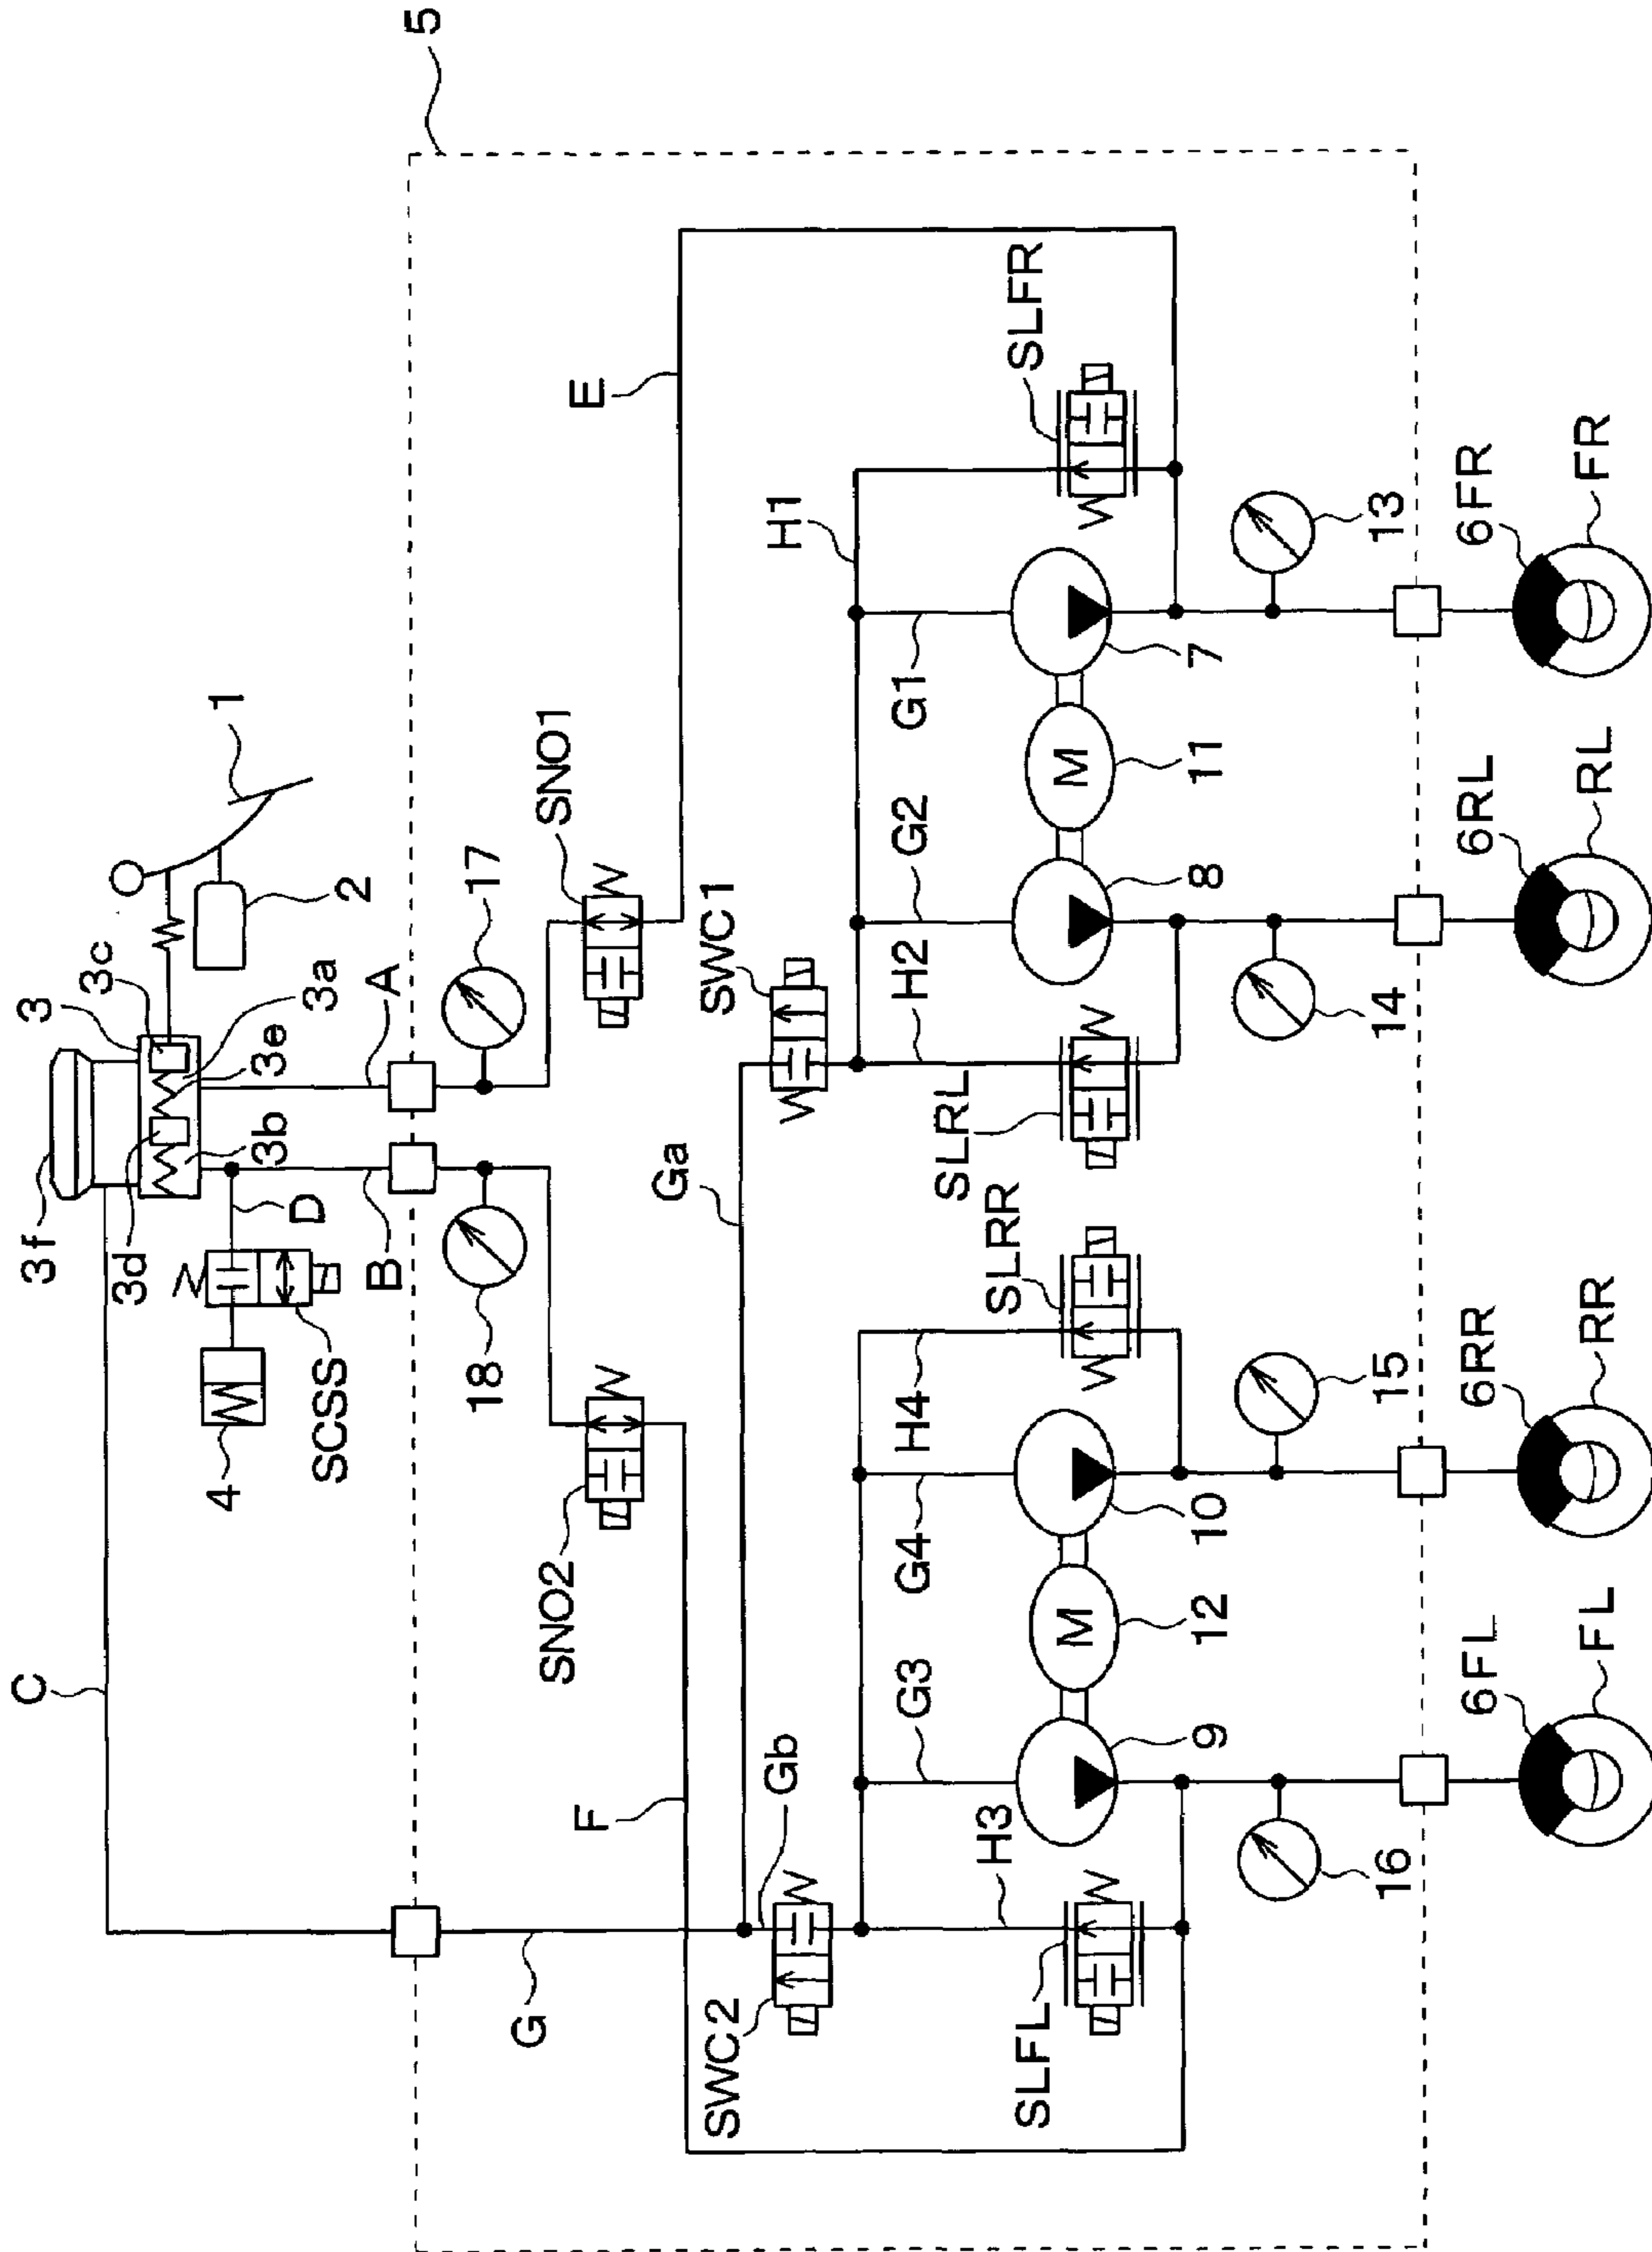 5
C
3f
3
3c
3a
3e
3d
3b
1
2
A
B
D
4
SCSS
17
18
SNO1
SNO2
E
F
G
Ga
Gb
SWC1
SWC2
H1
H2
H3
H4
G1
G2
G3
G4
SLFR
SLRL
SLRR
SLFL
7
8
9
10
11
12
M
M
13
14
15
16
6FR
6RL
6RR
6FL
FR
RL
RR
FL